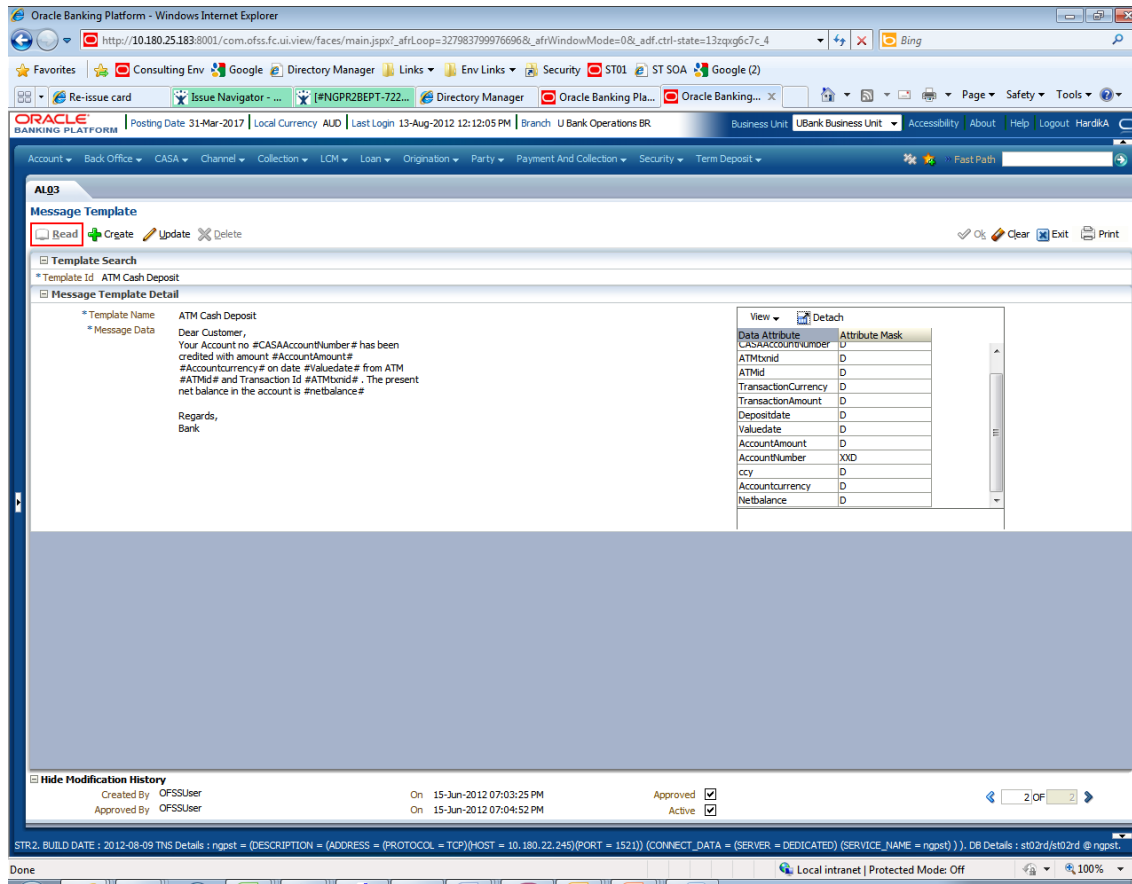 Oracle Banking Platform - Windows Internet Explorer
http://10.180.25.183:8001/com.ofss.fc.ui.view/faces/main.jspx?_afrLoop=327983799976696&_afrWindowMode=0&_adf.ctrl-state=13zqxg6c7c_4 Bing
Favorites Consulting Env Google Directory Manager Links Env Links Security ST01 ST SOA Google (2)
Re-issue card Issue Navigator - ... [#NGPR2BEPT-722... Directory Manager Oracle Banking Pla... Oracle Banking... Page Safety Tools
ORACLE BANKING PLATFORM Posting Date 31-Mar-2017 Local Currency AUD Last Login 13-Aug-2012 12:12:05 PM Branch U Bank Operations BR Business Unit UBank Business Unit Accessibility About Help Logout HardikA
Account Back Office CASA Channel Collection LCM Loan Origination Party Payment And Collection Security Term Deposit Fast Path
AL03
Message Template
Read Create Update Delete Ok Clear Exit Print
Template Search
* Template Id ATM Cash Deposit
Message Template Detail
* Template Name ATM Cash Deposit
* Message Data Dear Customer,
Your Account no #CASAAccountNumber# has been
credited with amount #AccountAmount#
#Accountcurrency# on date #Valuedate# from ATM
#ATMid# and Transaction Id #ATMtxnid# . The present
net balance in the account is #netbalance#
Regards,
Bank
View Detach
Data Attribute Attribute Mask
CASAAccountNumber D
ATMtxnid D
ATMid D
TransactionCurrency D
TransactionAmount D
Depositdate D
Valuedate D
AccountAmount D
AccountNumber XXD
ccy D
Accountcurrency D
Netbalance D
Hide Modification History
Created By OFSSUser On 15-Jun-2012 07:03:25 PM Approved
Approved By OFSSUser On 15-Jun-2012 07:04:52 PM Active
2 OF 2
STR2. BUILD DATE : 2012-08-09 TNS Details : ngpst = (DESCRIPTION = (ADDRESS = (PROTOCOL = TCP)(HOST = 10.180.22.245)(PORT = 1521)) (CONNECT_DATA = (SERVER = DEDICATED) (SERVICE_NAME = ngpst) ) ). DB Details : st02rd/st02rd @ ngpst.
Done Local intranet | Protected Mode: Off 100%